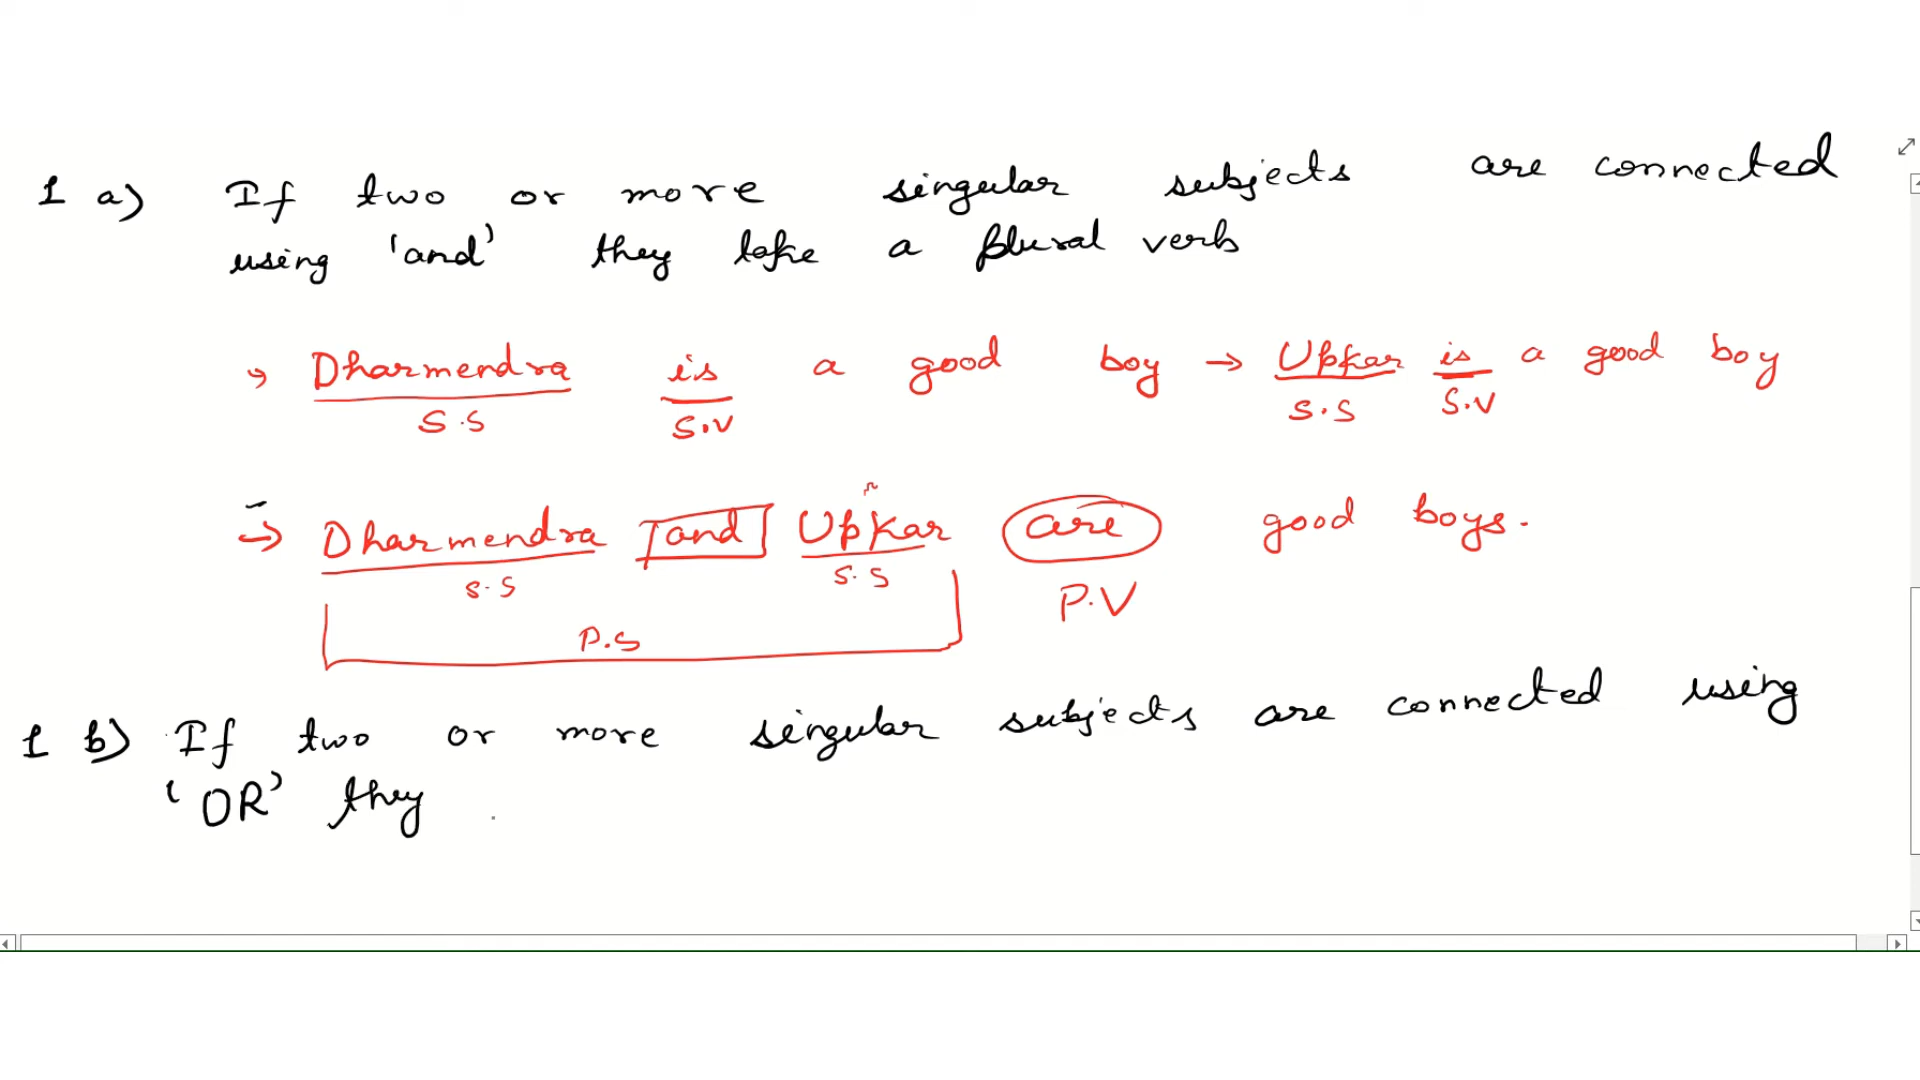 1 a) If two or more singular subjects are connected
using 'and' they take a plural verb
→ Dharmendra is a good boy → Upkar is a good boy
S.S S.V S.S S.V
→ Dharmendra and Upkar are good boys.
S.S S.S P.V
P.S
1 b) If two or more singular subjects are connected using
'OR' they